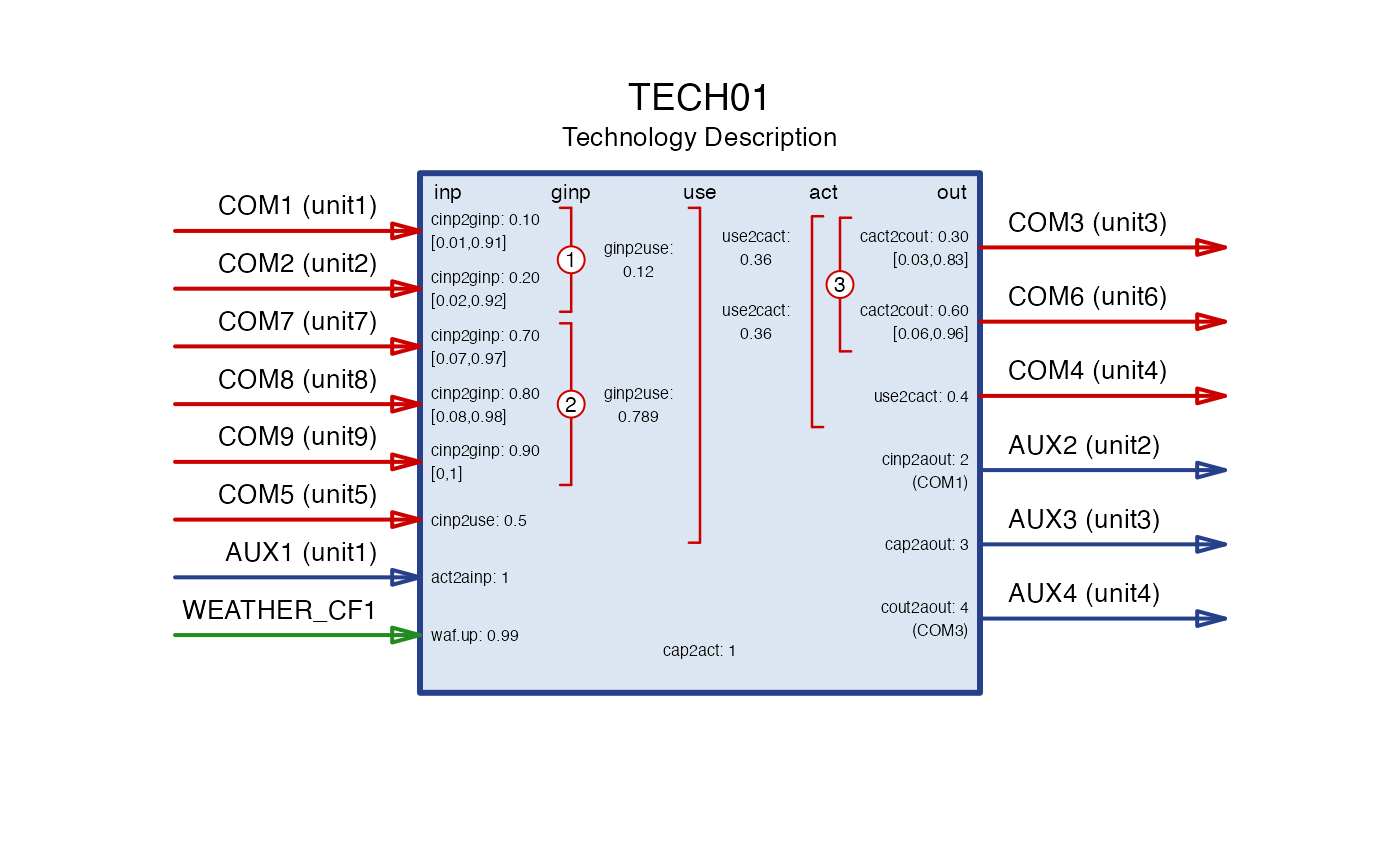 TECH01
Technology Description
inp ginp use act out
COM1 (unit1)
cinp2ginp: 0.10
[0.01,0.91]
COM2 (unit2)
cinp2ginp: 0.20
[0.02,0.92]
COM7 (unit7)
cinp2ginp: 0.70
[0.07,0.97]
COM8 (unit8)
cinp2ginp: 0.80
[0.08,0.98]
COM9 (unit9)
cinp2ginp: 0.90
[0,1]
COM5 (unit5)
cinp2use: 0.5
AUX1 (unit1)
act2ainp: 1
WEATHER_CF1
waf.up: 0.99
1
ginp2use:
0.12
2
ginp2use:
0.789
use2cact:
0.36
use2cact:
0.36
3
cact2cout: 0.30
[0.03,0.83]
COM3 (unit3)
cact2cout: 0.60
[0.06,0.96]
COM6 (unit6)
use2cact: 0.4
COM4 (unit4)
cinp2aout: 2
(COM1)
AUX2 (unit2)
cap2aout: 3
AUX3 (unit3)
cout2aout: 4
(COM3)
AUX4 (unit4)
cap2act: 1